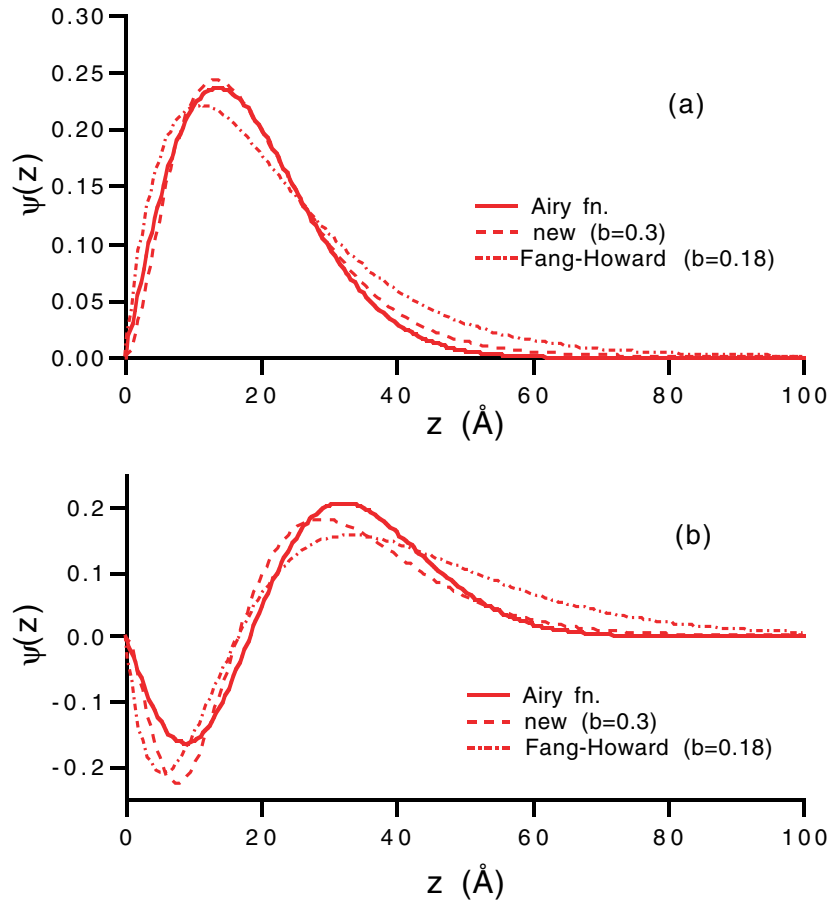 0.30
0.25
0.20
0.15
0.10
0.05
0.00
ψ(z)
(a)
Airy fn.
new (b=0.3)
Fang-Howard (b=0.18)
0 20 40 60 80 100
z (Å)
0.2
0.1
0.0
-0.1
-0.2
ψ(z)
(b)
Airy fn.
new (b=0.3)
Fang-Howard (b=0.18)
0 20 40 60 80 100
z (Å)